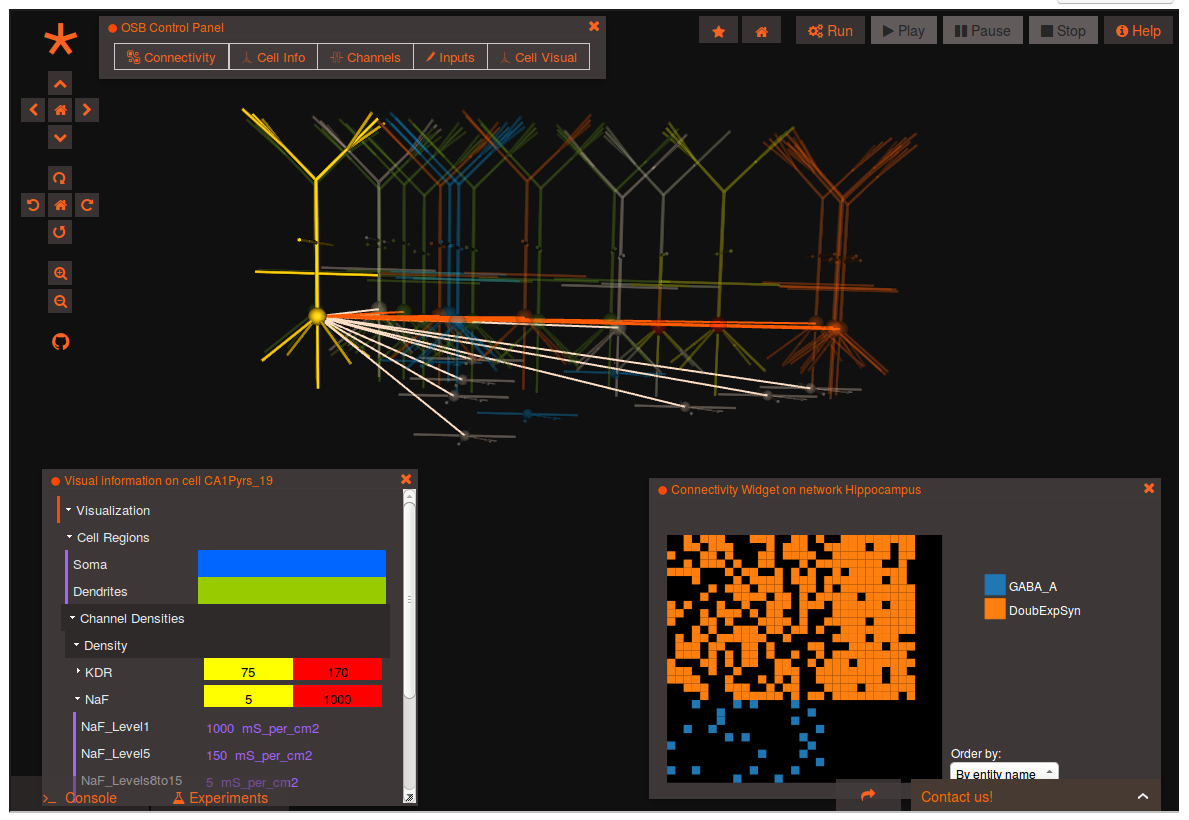 OSB Control Panel
Connectivity Cell Info Channels Inputs Cell Visual
Run Play Pause Stop Help
Visual information on cell CA1Pyrs_19
Visualization
Cell Regions
Soma
Dendrites
Channel Densities
Density
KDR 75 170
NaF 5 1000
NaF_Level1 1000 mS_per_cm2
NaF_Level5 150 mS_per_cm2
NaF_Levels8to15 5 mS_per_cm2
>_ Console Experiments
Connectivity Widget on network Hippocampus
GABA_A
DoubExpSyn
Order by:
By entity name
Contact us!